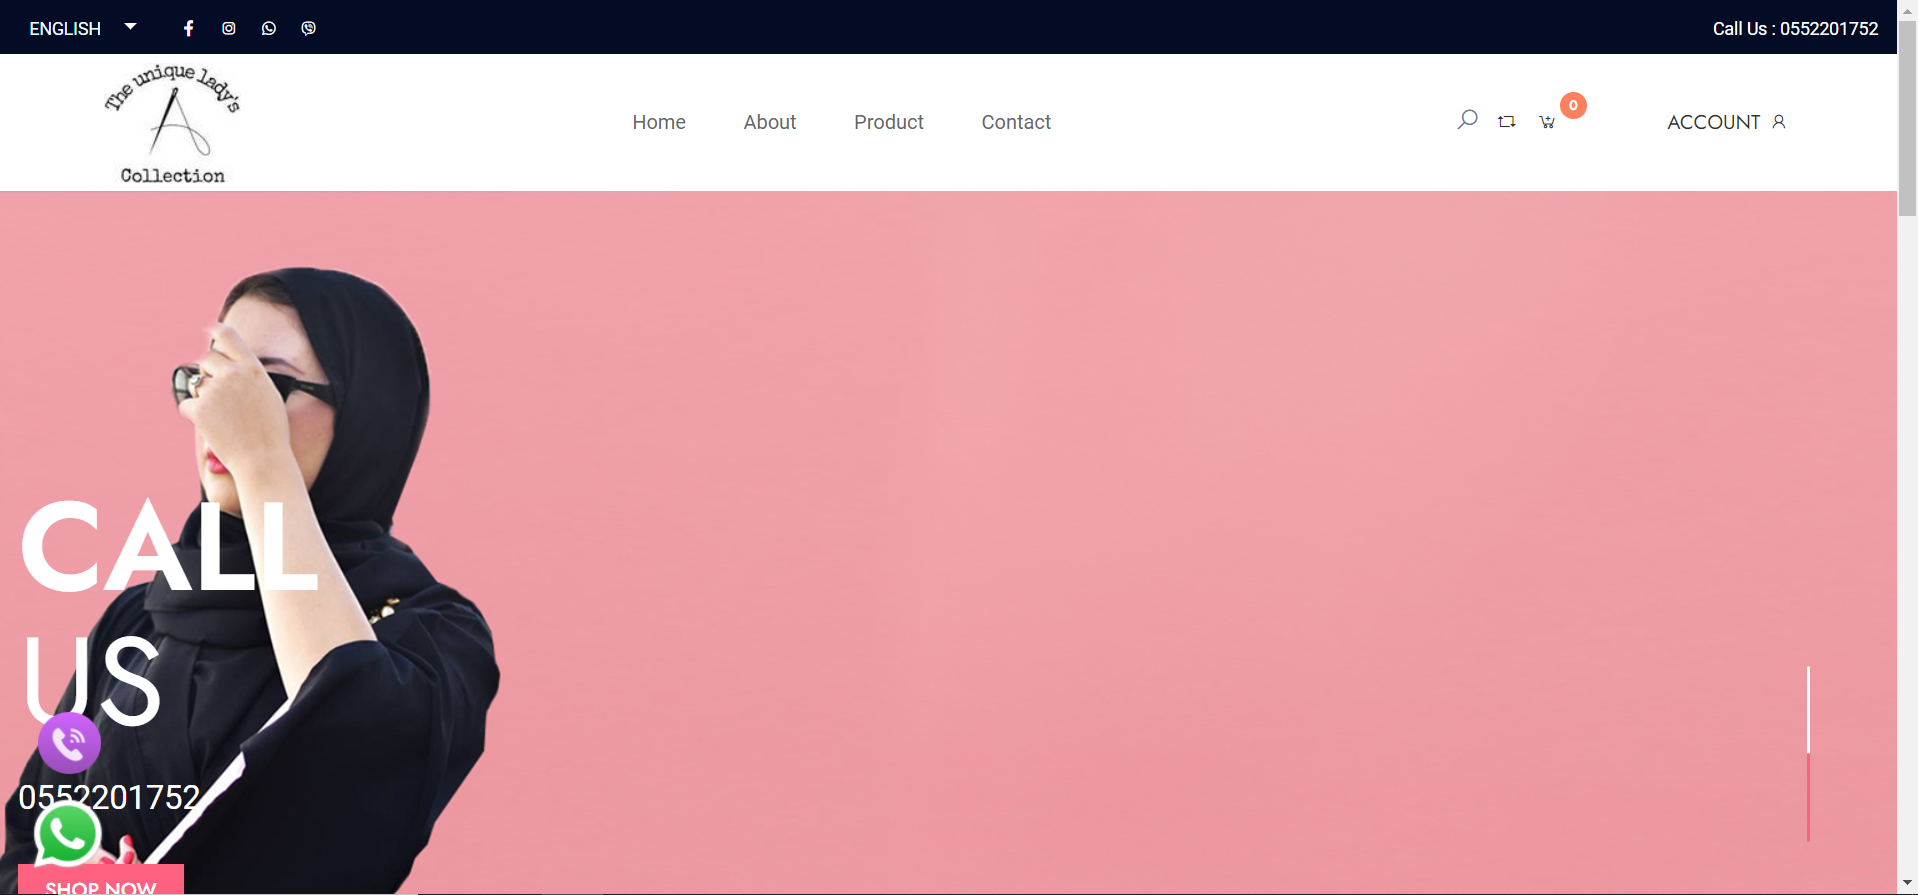 ENGLISH
Call Us : 0552201752
The unique lady's
Collection
Home
About
Product
Contact
0
ACCOUNT
CALL
US
0552201752
SHOP NOW